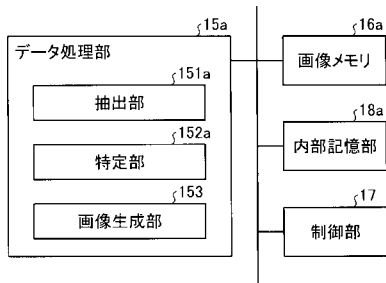 15a
データ処理部
151a
抽出部
152a
特定部
153
画像生成部
16a
画像メモリ
18a
内部記憶部
17
制御部